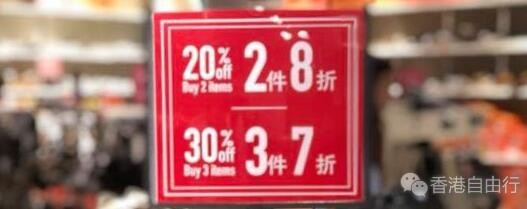 20% off 2件8折
Buy 2 items
30% off 3件7折
Buy 3 items
香港自由行